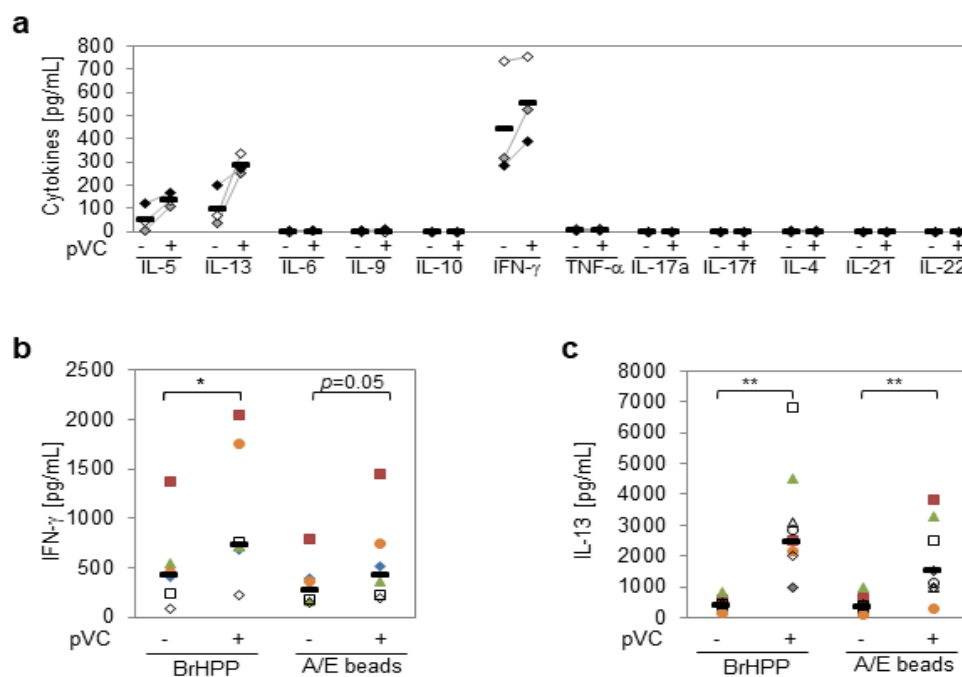 a
Cytokines [pg/mL]
800
700
600
500
400
300
200
100
0
pVC - + - + - + - + - + - + - + - + - + - + - + - +
IL-5 IL-13 IL-6 IL-9 IL-10 IFN-γ TNF-α IL-17a IL-17f IL-4 IL-21 IL-22
b
IFN-γ [pg/mL]
2500
2000
1500
1000
500
0
* p=0.05
pVC - + - +
BrHPP A/E beads
c
IL-13 [pg/mL]
8000
7000
6000
5000
4000
3000
2000
1000
0
** **
pVC - + - +
BrHPP A/E beads